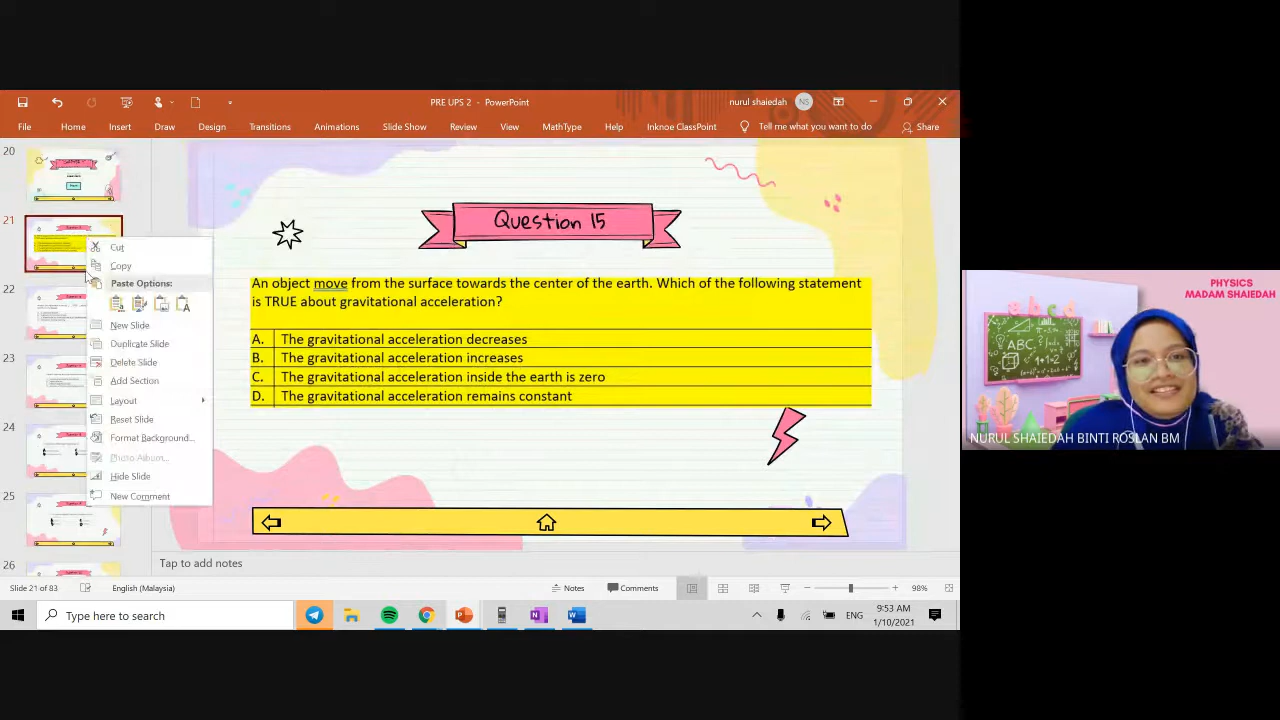 PRE UPS 2 - PowerPoint
nurul shaiedah
NS
File
Home
Insert
Draw
Design
Transitions
Animations
Slide Show
Review
View
MathType
Help
Inknoe ClassPoint
Tell me what you want to do
Share
20
21
22
23
24
25
26
Cut
Copy
Paste Options:
New Slide
Duplicate Slide
Delete Slide
Add Section
Layout
Reset Slide
Format Background...
Photo Album...
Hide Slide
New Comment
Question 15
An object move from the surface towards the center of the earth. Which of the following statement
is TRUE about gravitational acceleration?
A. The gravitational acceleration decreases
B. The gravitational acceleration increases
C. The gravitational acceleration inside the earth is zero
D. The gravitational acceleration remains constant
Tap to add notes
Slide 21 of 83
English (Malaysia)
Notes
Comments
98%
Type here to search
ENG
9:53 AM
1/10/2021
PHYSICS
MADAM SHAIEDAH
a b c d
ABC
NURUL SHAIEDAH BINTI ROSLAN BM